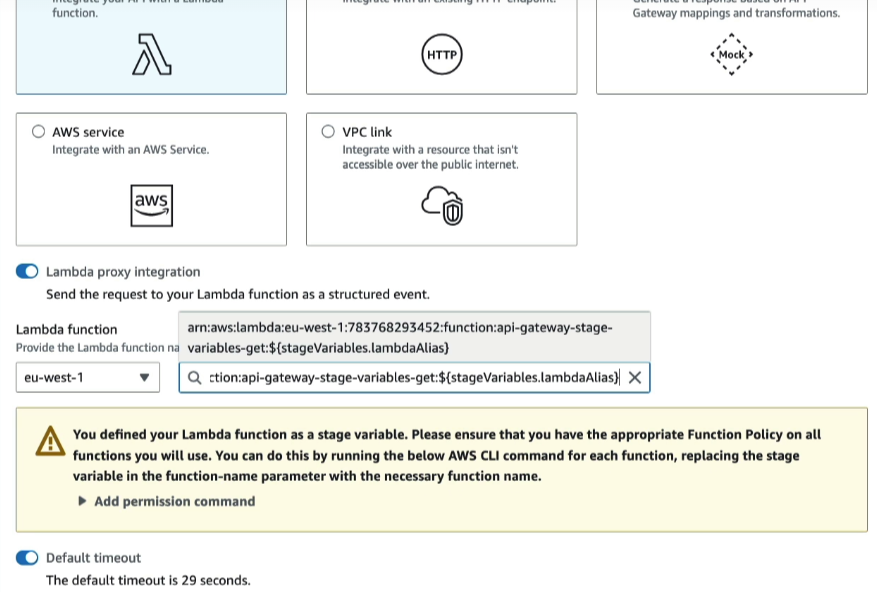 function.
Gateway mappings and transformations.
HTTP
Mock
AWS service
Integrate with an AWS Service.
aws
VPC link
Integrate with a resource that isn't
accessible over the public internet.
Lambda proxy integration
Send the request to your Lambda function as a structured event.
Lambda function
Provide the Lambda function na
arn:aws:lambda:eu-west-1:783768293452:function:api-gateway-stage-
variables-get:${stageVariables.lambdaAlias}
eu-west-1
:tion:api-gateway-stage-variables-get:${stageVariables.lambdaAlias}
You defined your Lambda function as a stage variable. Please ensure that you have the appropriate Function Policy on all
functions you will use. You can do this by running the below AWS CLI command for each function, replacing the stage
variable in the function-name parameter with the necessary function name.
Add permission command
Default timeout
The default timeout is 29 seconds.